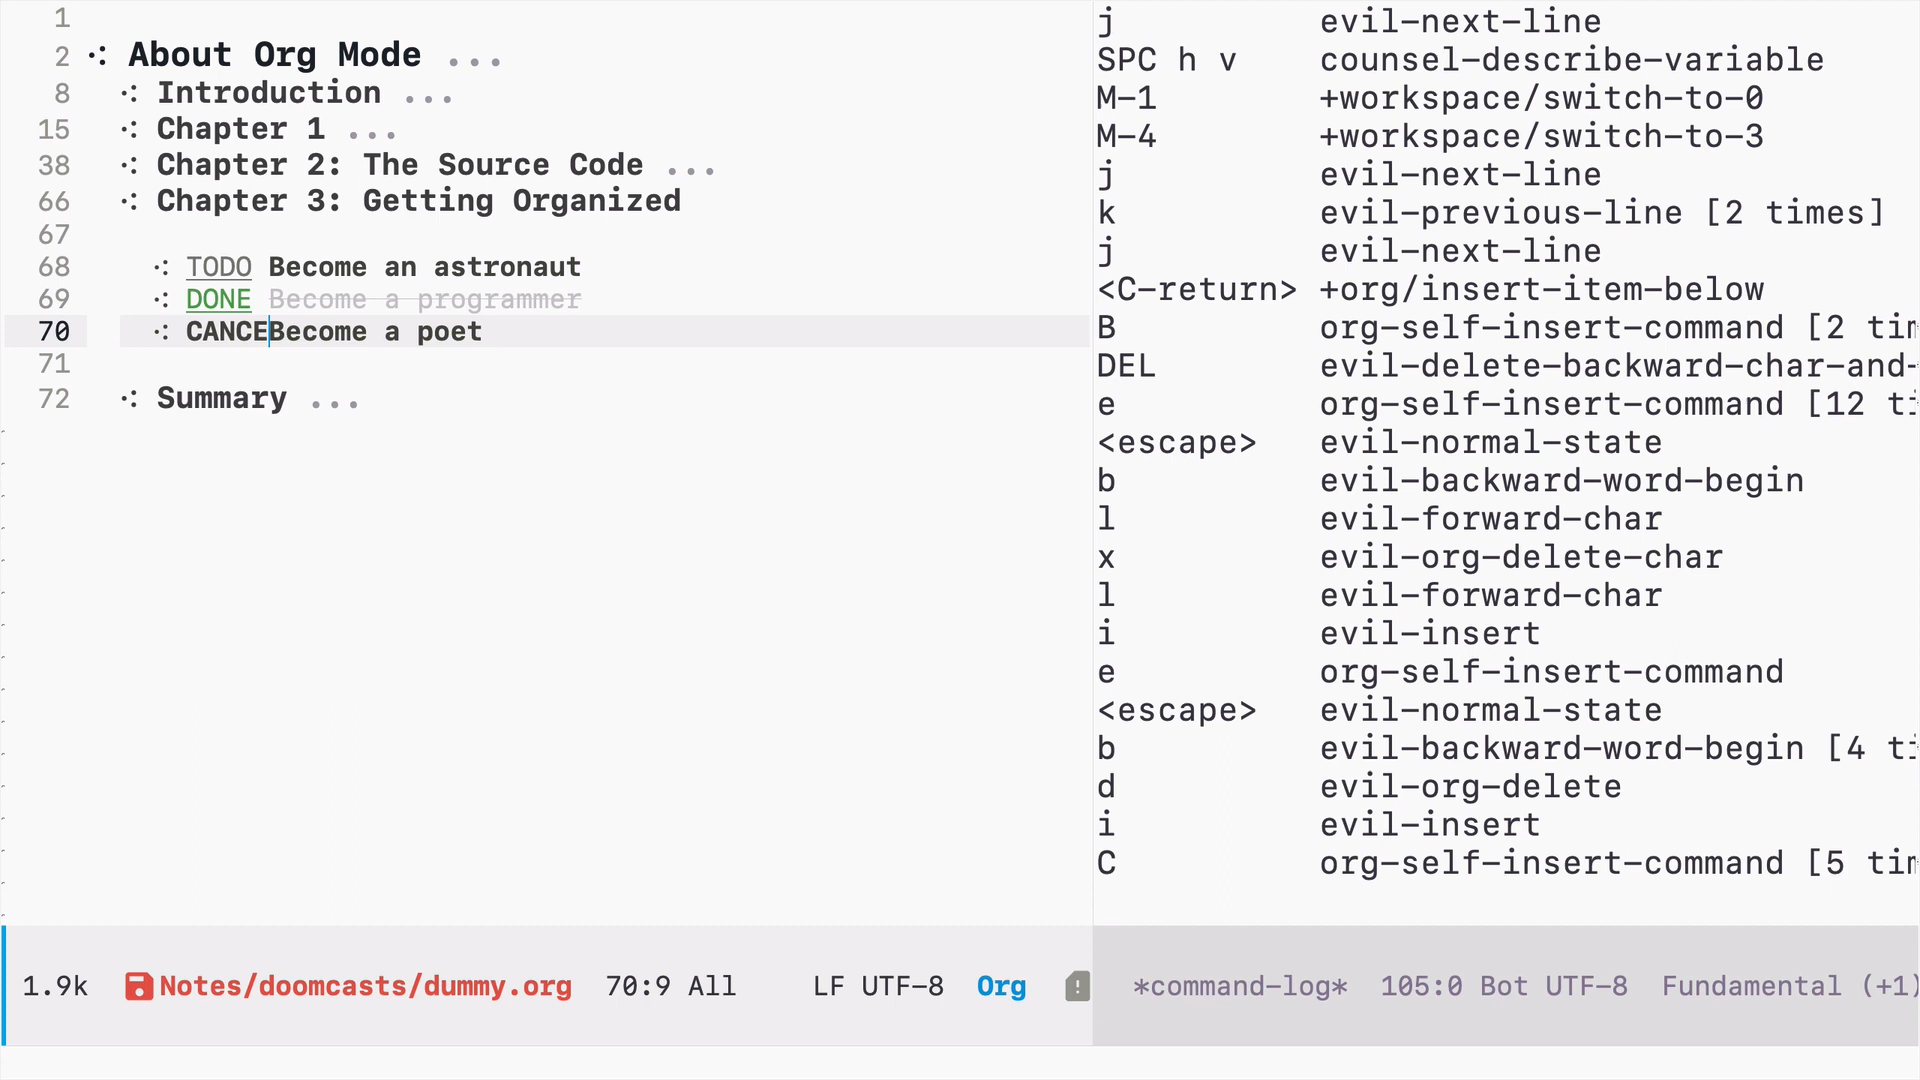 1
2 ⁖ About Org Mode ...
8 ⁖ Introduction ...
15 ⁖ Chapter 1 ...
38 ⁖ Chapter 2: The Source Code ...
66 ⁖ Chapter 3: Getting Organized
67
68 ⁖ TODO Become an astronaut
69 ⁖ DONE Become a programmer
70 ⁖ CANCEBecome a poet
71
72 ⁖ Summary ...
1.9k Notes/doomcasts/dummy.org 70:9 All LF UTF-8 Org
j evil-next-line
SPC h v counsel-describe-variable
M-1 +workspace/switch-to-0
M-4 +workspace/switch-to-3
j evil-next-line
k evil-previous-line [2 times]
j evil-next-line
<C-return> +org/insert-item-below
B org-self-insert-command [2 tim
DEL evil-delete-backward-char-and-
e org-self-insert-command [12 ti
<escape> evil-normal-state
b evil-backward-word-begin
l evil-forward-char
x evil-org-delete-char
l evil-forward-char
i evil-insert
e org-self-insert-command
<escape> evil-normal-state
b evil-backward-word-begin [4 ti
d evil-org-delete
i evil-insert
C org-self-insert-command [5 tim
*command-log* 105:0 Bot UTF-8 Fundamental (+1)